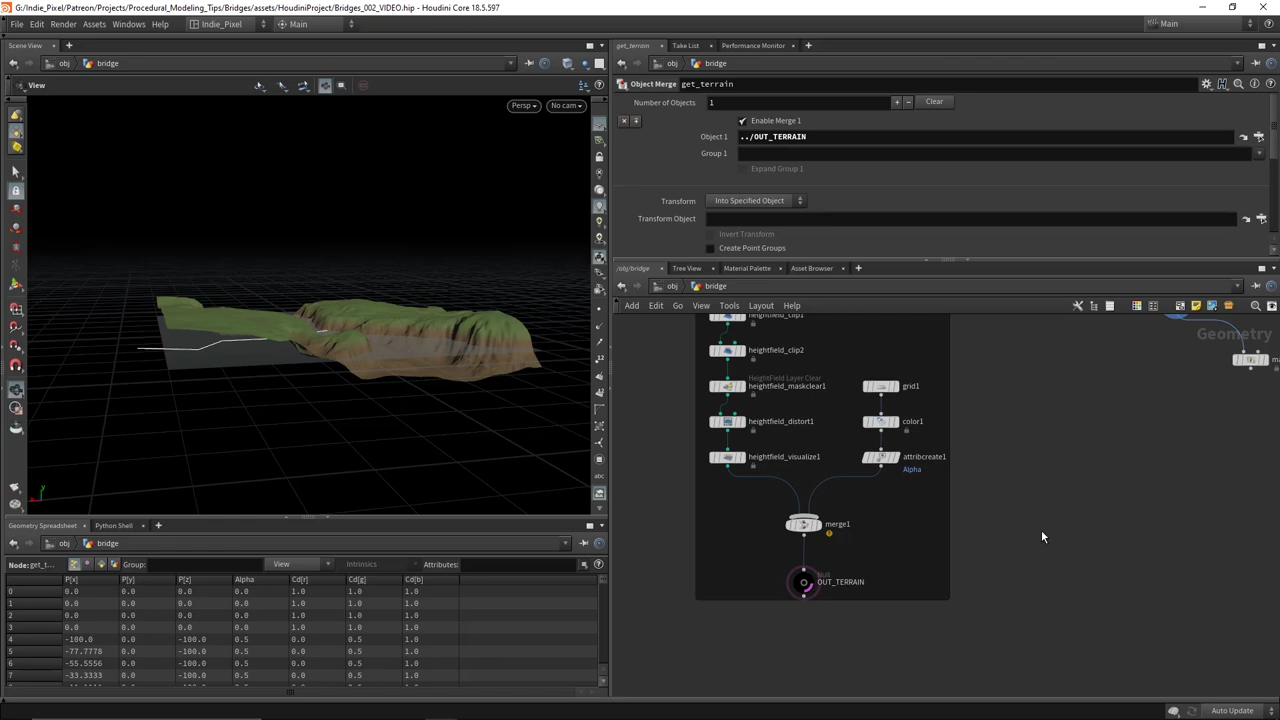 G:/Indie_Pixel/Patreon/Projects/Procedural_Modeling_Tips/Bridges/assets/HoudiniProject/Bridges_002_VIDEO.hip - Houdini Core 18.5.597
File Edit Render Assets Windows Help Indie_Pixel Main Main
Scene View
obj bridge
View
Persp No cam
y
abc
get_terrain Take List Performance Monitor
obj bridge
Object Merge get_terrain
Number of Objects 1 Clear
Enable Merge 1
Object 1 ../OUT_TERRAIN
Group 1
Expand Group 1
Transform Into Specified Object
Transform Object
Invert Transform
Create Point Groups
/obj/bridge Tree View Material Palette Asset Browser
obj bridge
Add Edit Go View Tools Layout Help
heightfield_clip1
Geometry
heightfield_clip2
HeightField Layer Clear
heightfield_maskclear1 grid1
heightfield_distort1 color1
heightfield_visualize1 attribcreate1
Alpha
merge1
Null
OUT_TERRAIN
Geometry Spreadsheet Python Shell
obj bridge
Node: get_t... Group: View Intrinsics Attributes:
P[x] P[y] P[z] Alpha Cd[r] Cd[g] Cd[b]
0 0.0 0.0 0.0 0.0 1.0 1.0 1.0
1 0.0 0.0 0.0 0.0 1.0 1.0 1.0
2 0.0 0.0 0.0 0.0 1.0 1.0 1.0
3 0.0 0.0 0.0 0.0 1.0 1.0 1.0
4 -100.0 0.0 -100.0 0.5 0.0 0.0 1.0
5 -77.7778 0.0 -100.0 0.5 0.0 0.0 1.0
6 -55.5556 0.0 -100.0 0.5 0.0 0.0 1.0
7 -33.3333 0.0 -100.0 0.5 0.0 0.0 1.0
Auto Update